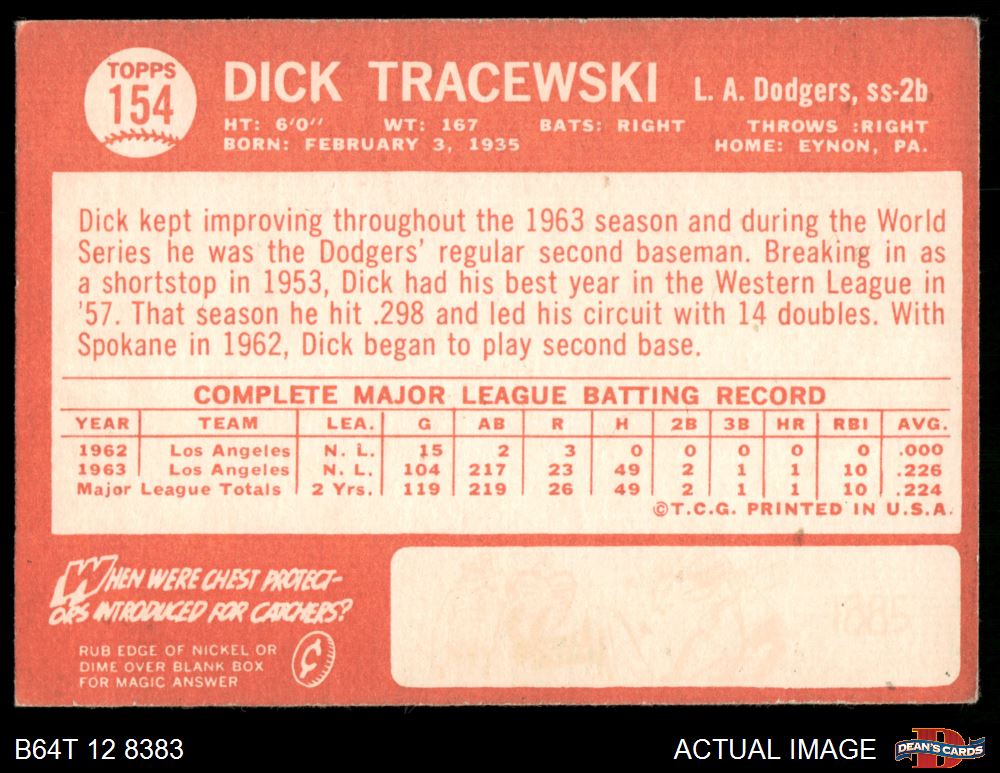 TOPPS
154
DICK TRACEWSKI L. A. Dodgers, ss-2b
HT: 6'0" WT: 167 BATS: RIGHT THROWS :RIGHT
BORN: FEBRUARY 3, 1935 HOME: EYNON, PA.
Dick kept improving throughout the 1963 season and during the World
Series he was the Dodgers' regular second baseman. Breaking in as
a shortstop in 1953, Dick had his best year in the Western League in
'57. That season he hit .298 and led his circuit with 14 doubles. With
Spokane in 1962, Dick began to play second base.
COMPLETE MAJOR LEAGUE BATTING RECORD
YEAR TEAM LEA. G AB R H 2B 3B HR RBI AVG.
1962 Los Angeles N. L. 15 2 3 0 0 0 0 0 .000
1963 Los Angeles N. L. 104 217 23 49 2 1 1 10 .226
Major League Totals 2 Yrs. 119 219 26 49 2 1 1 10 .224
©T.C.G. PRINTED IN U.S.A.
WHEN WERE CHEST PROTECT-
ORS INTRODUCED FOR CATCHERS?
RUB EDGE OF NICKEL OR
DIME OVER BLANK BOX
FOR MAGIC ANSWER
1885
B64T 12 8383 ACTUAL IMAGE DEAN'S CARDS